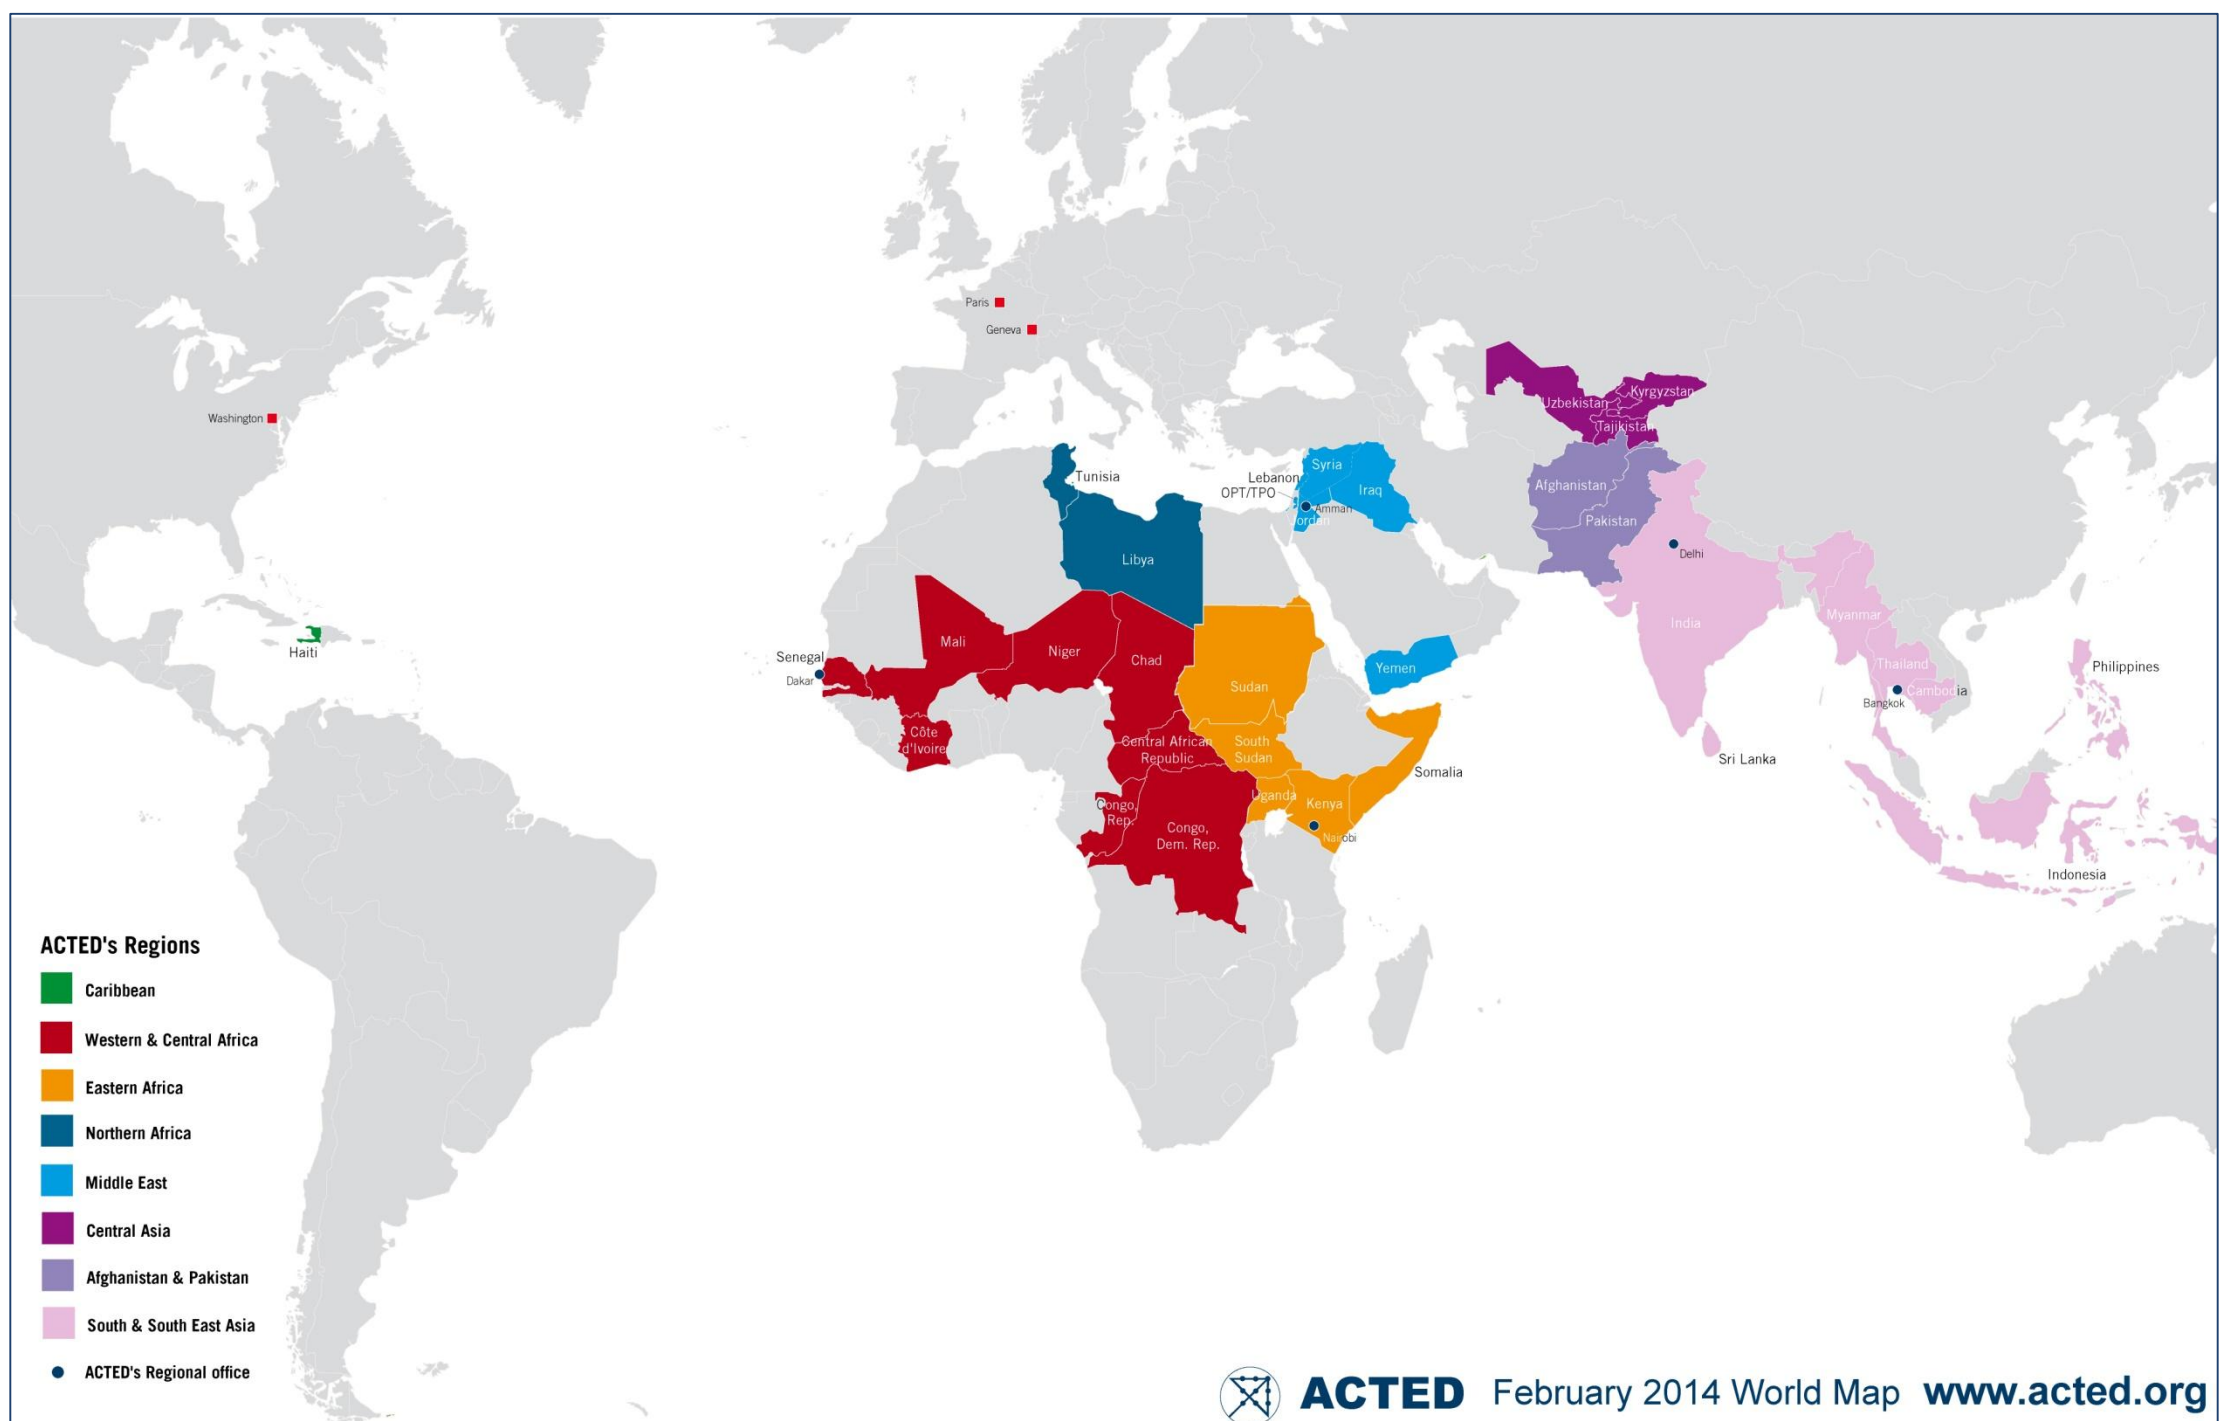 Paris
Geneva
Washington
Kyrgyzstan
Uzbekistan
Tajikistan
Tunisia
Syria
Lebanon
OPT/TPO
Iraq
Amman
Jordan
Afghanistan
Pakistan
Delhi
Libya
India
Myanmar
Haiti
Senegal
Dakar
Mali
Niger
Chad
Sudan
Yemen
Thailand
Cambodia
Bangkok
Philippines
Côte
d'Ivoire
Central African
Republic
South
Sudan
Somalia
Sri Lanka
Uganda
Kenya
Nairobi
Congo,
Rep.
Congo,
Dem. Rep.
Indonesia
ACTED's Regions
Caribbean
Western & Central Africa
Eastern Africa
Northern Africa
Middle East
Central Asia
Afghanistan & Pakistan
South & South East Asia
ACTED's Regional office
ACTED February 2014 World Map www.acted.org